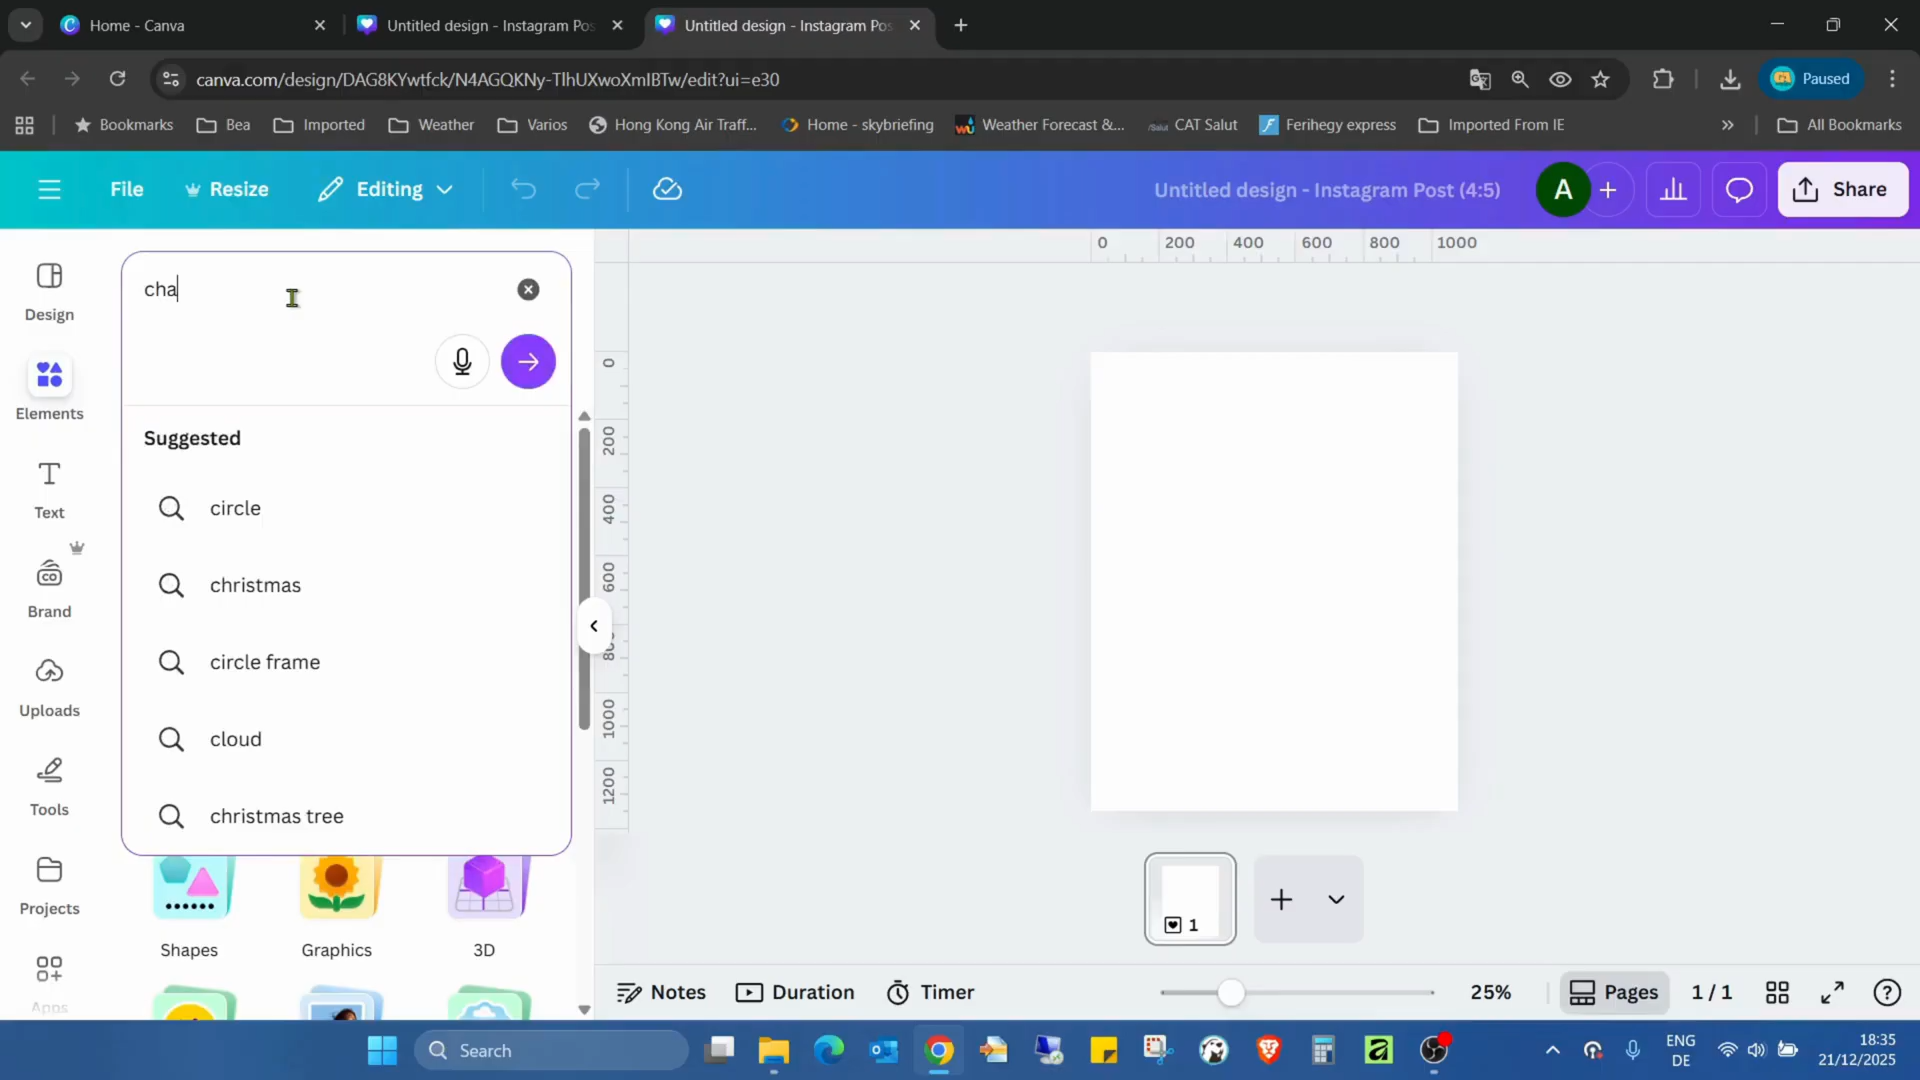 Home - Canva
Untitled design - Instagram Pos
Untitled design - Instagram Pos
canva.com/design/DAG8KYwtfck/N4AGQKNy-TlhUXwoXmIBTw/edit?ui=e30
Paused
Bookmarks
Bea
Imported
Weather
Varios
Hong Kong Air Traff...
Home - skybriefing
Weather Forecast &...
CAT Salut
Ferihegy express
Imported From IE
All Bookmarks
File
Resize
Editing
Untitled design - Instagram Post (4:5)
A
Share
Design
Elements
Text
Brand
Uploads
Tools
Projects
Apps
cha
Suggested
circle
christmas
circle frame
cloud
christmas tree
Shapes
Graphics
3D
0 200 400 600 800 1000
0
200
400
600
1000
1200
1
Notes
Duration
Timer
25%
Pages
1 / 1
Search
ENG
DE
18:35
21/12/2025